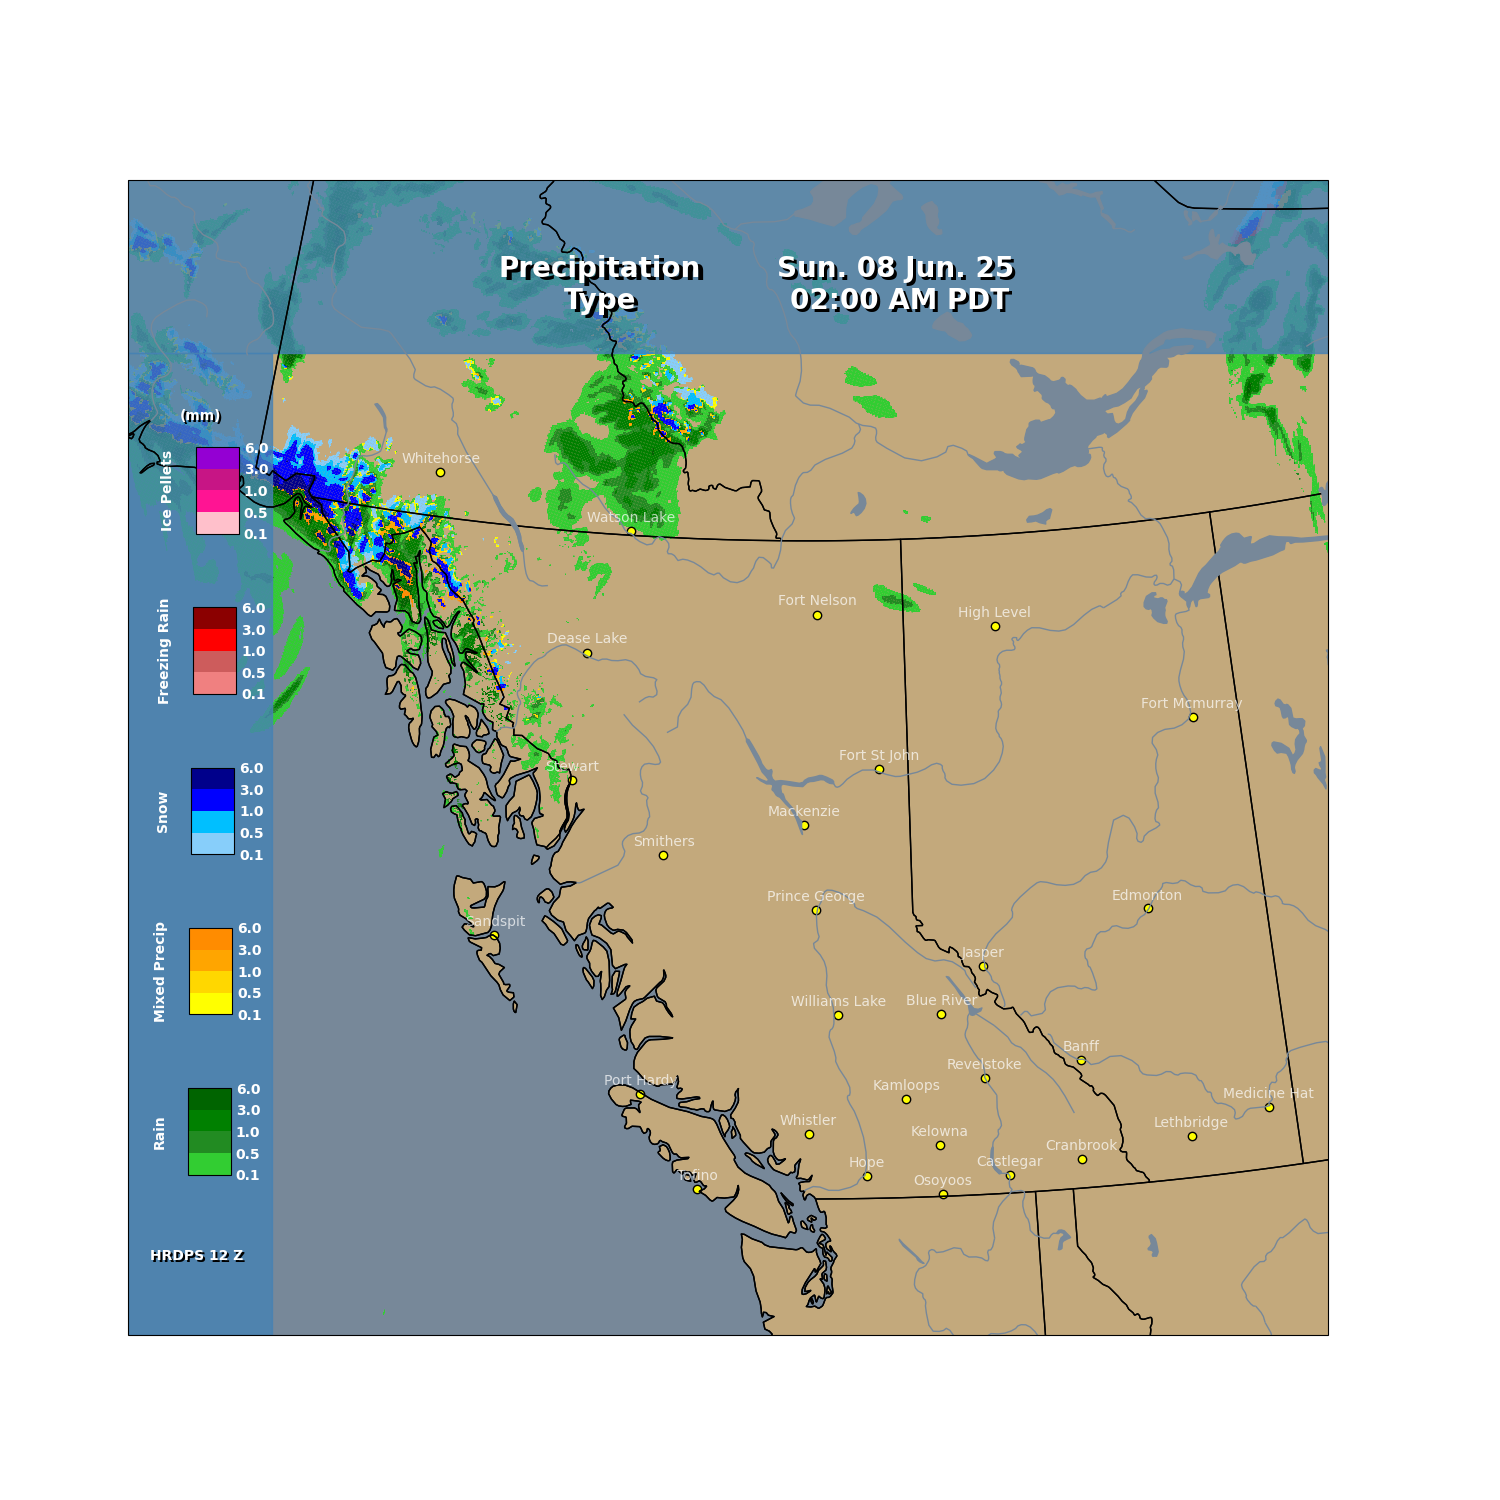 Precipitation
Type
Sun. 08 Jun. 25
02:00 AM PDT
(mm)
Ice Pellets
6.0
3.0
1.0
0.5
0.1
Freezing Rain
6.0
3.0
1.0
0.5
0.1
Snow
6.0
3.0
1.0
0.5
0.1
Mixed Precip
6.0
3.0
1.0
0.5
0.1
Rain
6.0
3.0
1.0
0.5
0.1
HRDPS 12 Z
Whitehorse
Watson Lake
Fort Nelson
High Level
Dease Lake
Fort Mcmurray
Fort St John
Stewart
Mackenzie
Smithers
Prince George
Edmonton
Sandspit
Jasper
Williams Lake
Blue River
Banff
Revelstoke
Port Hardy
Kamloops
Medicine Hat
Whistler
Lethbridge
Kelowna
Cranbrook
Hope
Castlegar
Tofino
Osoyoos